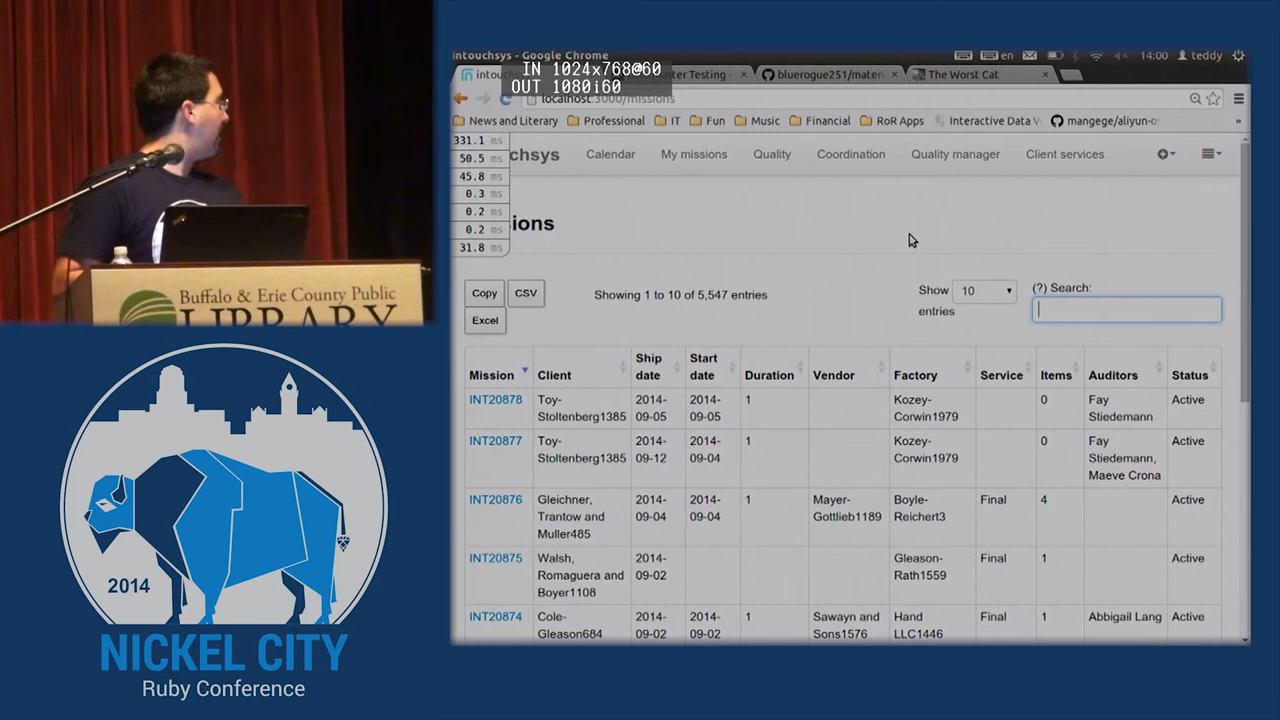 Buffalo & Erie County Public
LIBRARY
2014
NICKEL CITY
Ruby Conference
intouchsys - Google Chrome
en
14:00
teddy
IN 1024x768@60
OUT 1080i60
intouch
ter Testing -
bluerogue251/materi
The Worst Cat
localhost:3000/missions
News and Literary
Professional
IT
Fun
Music
Financial
RoR Apps
Interactive Data V
mangege/aliyun-o
»
331.1 ms
50.5 ms
45.8 ms
0.3 ms
0.2 ms
0.2 ms
31.8 ms
chsys
Calendar
My missions
Quality
Coordination
Quality manager
Client services
ions
Copy
CSV
Excel
Showing 1 to 10 of 5,547 entries
Show 10
entries
(?) Search:
Mission Client Ship date Start date Duration Vendor Factory Service Items Auditors Status
INT20878 Toy-Stoltenberg1385 2014-09-05 2014-09-05 1 Kozey-Corwin1979 0 Fay Stiedemann Active
INT20877 Toy-Stoltenberg1385 2014-09-12 2014-09-04 1 Kozey-Corwin1979 0 Fay Stiedemann, Maeve Crona Active
INT20876 Gleichner, Trantow and Muller485 2014-09-04 2014-09-04 1 Mayer-Gottlieb1189 Boyle-Reichert3 Final 4 Active
INT20875 Walsh, Romaguera and Boyer1108 2014-09-02 Gleason-Rath1559 Final 1 Active
INT20874 Cole-Gleason684 2014-09-02 2014-09-02 1 Sawayn and Sons1576 Hand LLC1446 Final 1 Abbigail Lang Active